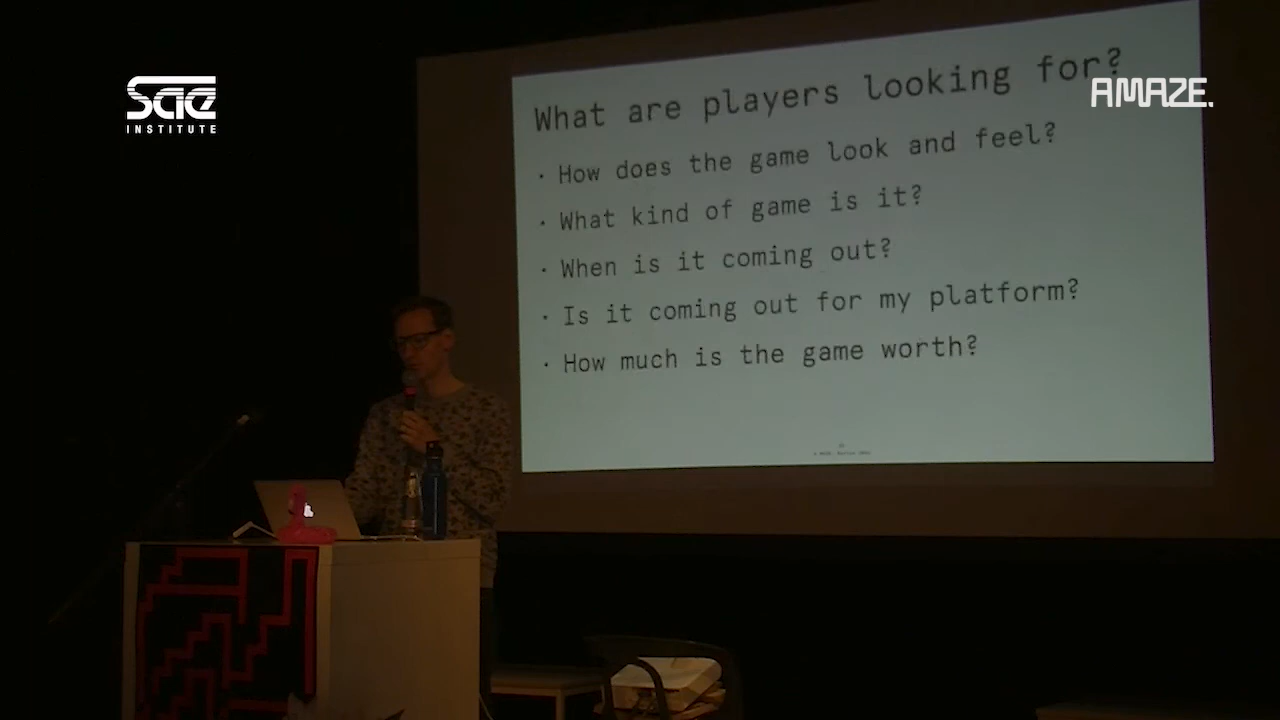 sae
INSTITUTE
AMAZE.
What are players looking for?
· How does the game look and feel?
· What kind of game is it?
· When is it coming out?
· Is it coming out for my platform?
· How much is the game worth?